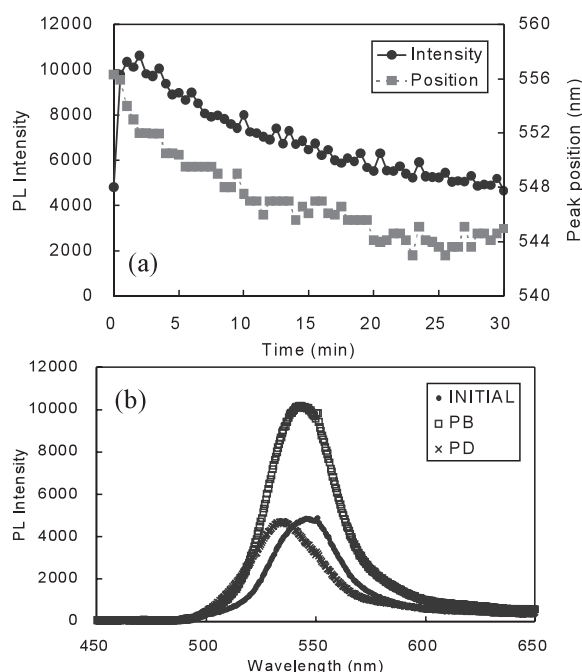 12000
10000
8000
6000
4000
2000
0
PL Intensity
560
556
552
548
544
540
Peak position (nm)
Intensity
Position
(a)
0 5 10 15 20 25 30
Time (min)
12000
10000
8000
6000
4000
2000
0
PL Intensity
(b)
INITIAL
PB
PD
450 500 550 600 650
Wavelength (nm)